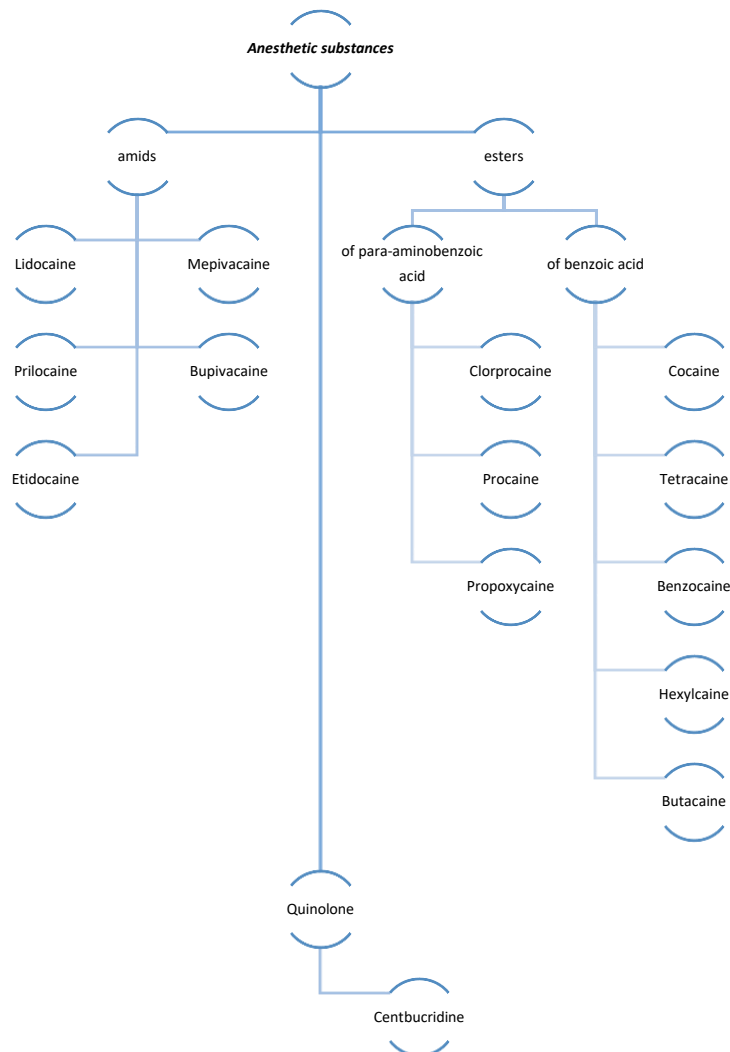 Anesthetic substances
amids
esters
Lidocaine
Mepivacaine
Prilocaine
Bupivacaine
Etidocaine
of para-aminobenzoic
acid
of benzoic acid
Clorprocaine
Procaine
Propoxycaine
Cocaine
Tetracaine
Benzocaine
Hexylcaine
Butacaine
Quinolone
Centbucridine